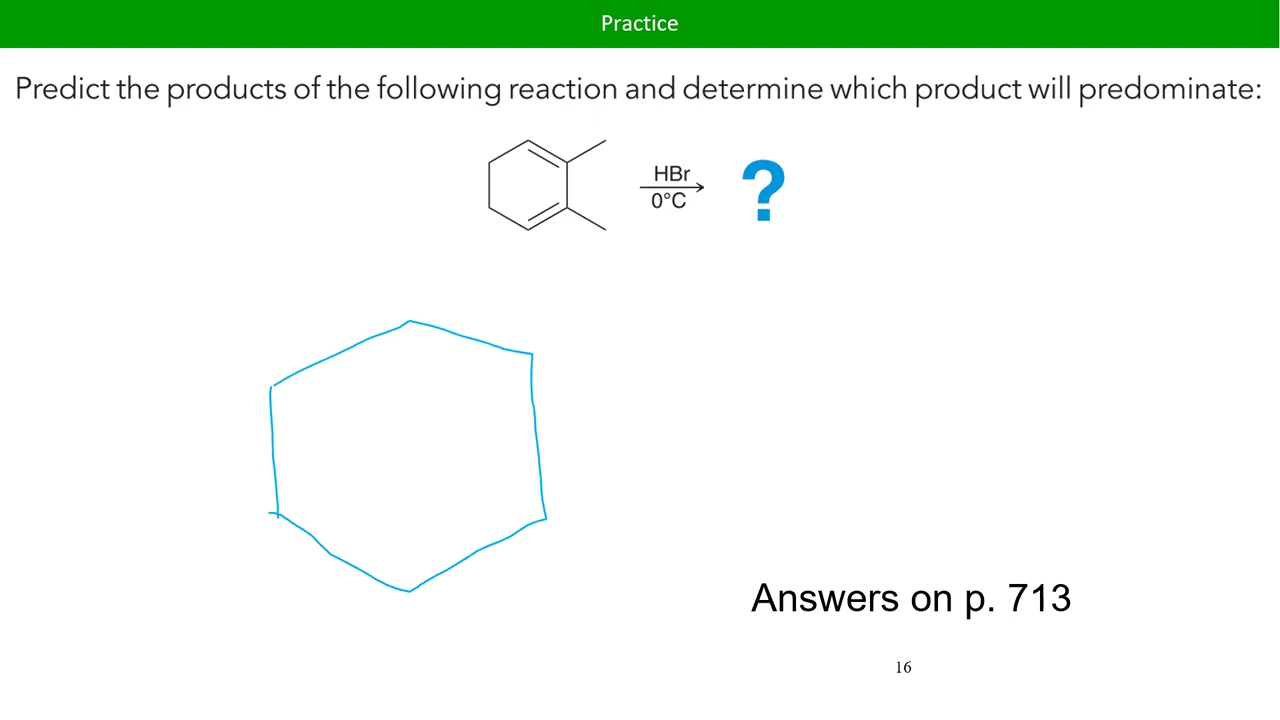 Practice
Predict the products of the following reaction and determine which product will predominate:
HBr
0°C
?
Answers on p. 713
16